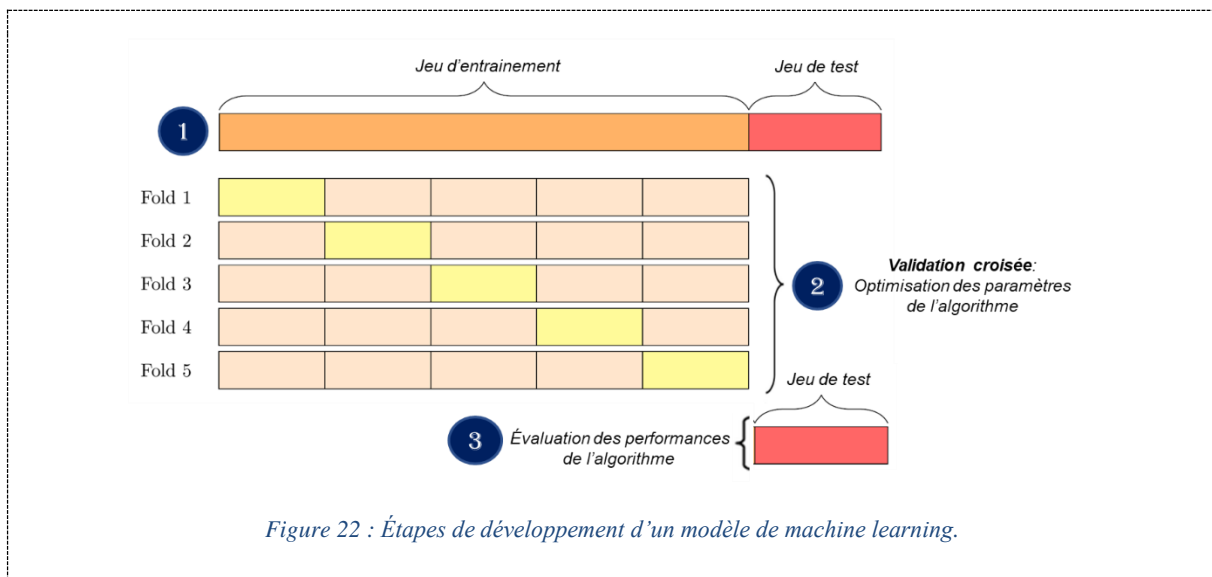 Jeu d'entrainement
Jeu de test
1
Fold 1
Fold 2
Fold 3
Fold 4
Fold 5
2
Validation croisée:
Optimisation des paramètres
de l'algorithme
Jeu de test
3
Évaluation des performances
de l'algorithme
Figure 22 : Étapes de développement d'un modèle de machine learning.